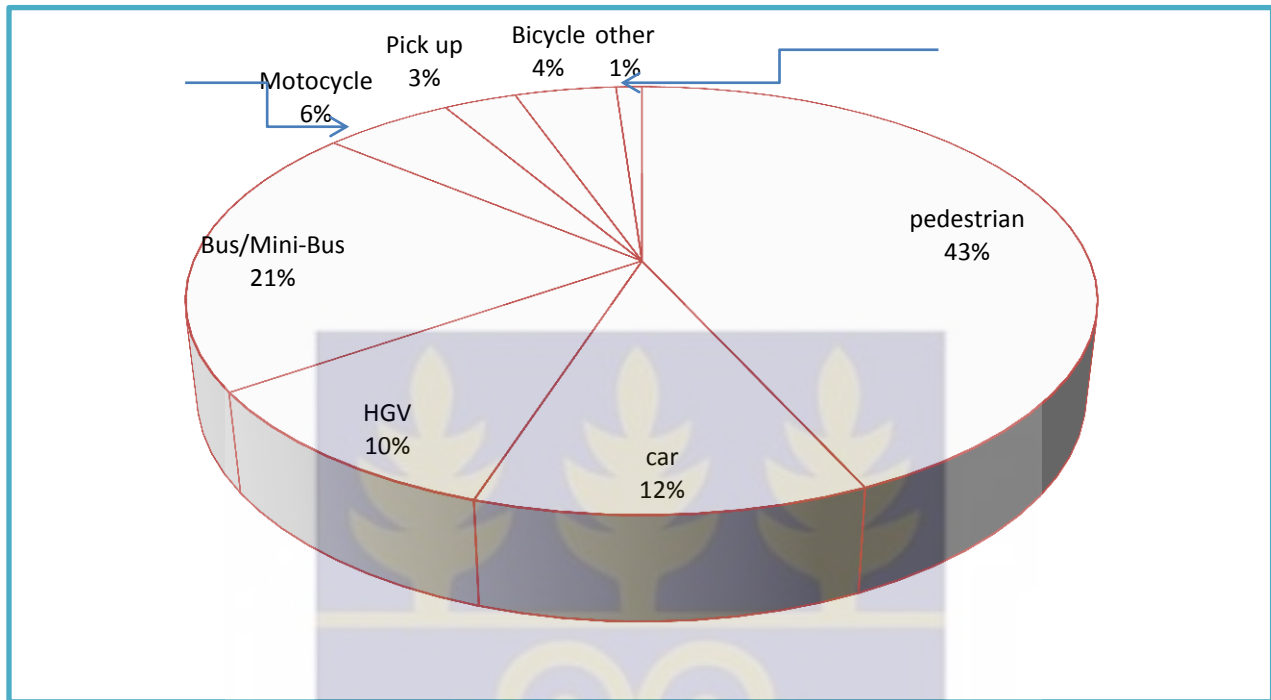 Bicycle other
4% 1%
Pick up
3%
Motocycle
6%
pedestrian
43%
Bus/Mini-Bus
21%
HGV
10%
car
12%